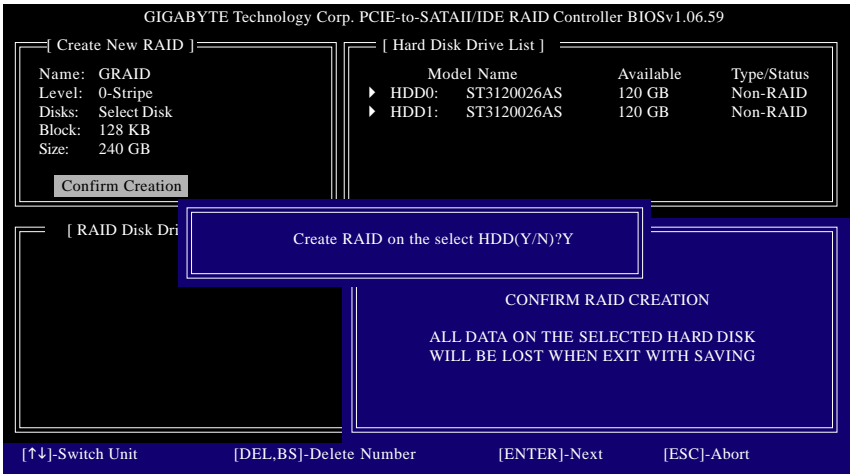 GIGABYTE Technology Corp. PCIE-to-SATAII/IDE RAID Controller BIOSv1.06.59
[ Create New RAID ]
Name: GRAID
Level: 0-Stripe
Disks: Select Disk
Block: 128 KB
Size: 240 GB
Confirm Creation
[ Hard Disk Drive List ]
Model Name Available Type/Status
HDD0: ST3120026AS 120 GB Non-RAID
HDD1: ST3120026AS 120 GB Non-RAID
[ RAID Disk Dri
Create RAID on the select HDD(Y/N)?Y
CONFIRM RAID CREATION
ALL DATA ON THE SELECTED HARD DISK
WILL BE LOST WHEN EXIT WITH SAVING
[↑↓]-Switch Unit [DEL,BS]-Delete Number [ENTER]-Next [ESC]-Abort